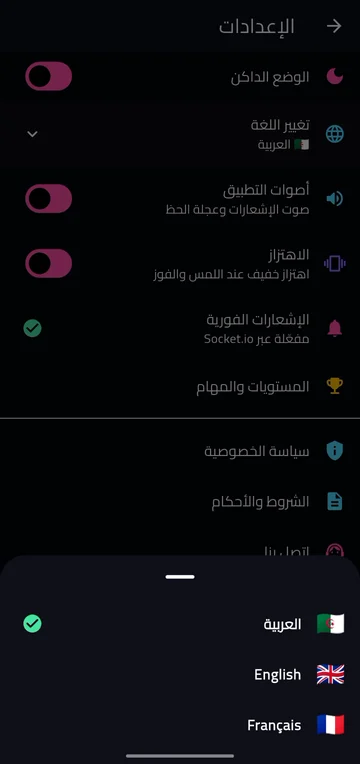 الإعدادات
الوضع الداكن
تغيير اللغة
العربية
أصوات التطبيق
صوت الإشعارات وعجلة الحظ
الاهتزاز
اهتزاز خفيف عند اللمس والفوز
الإشعارات الفورية
مفعّلة عبر Socket.io
المستويات والمهام
سياسة الخصوصية
الشروط والأحكام
اتصل بنا
العربية
English
Français